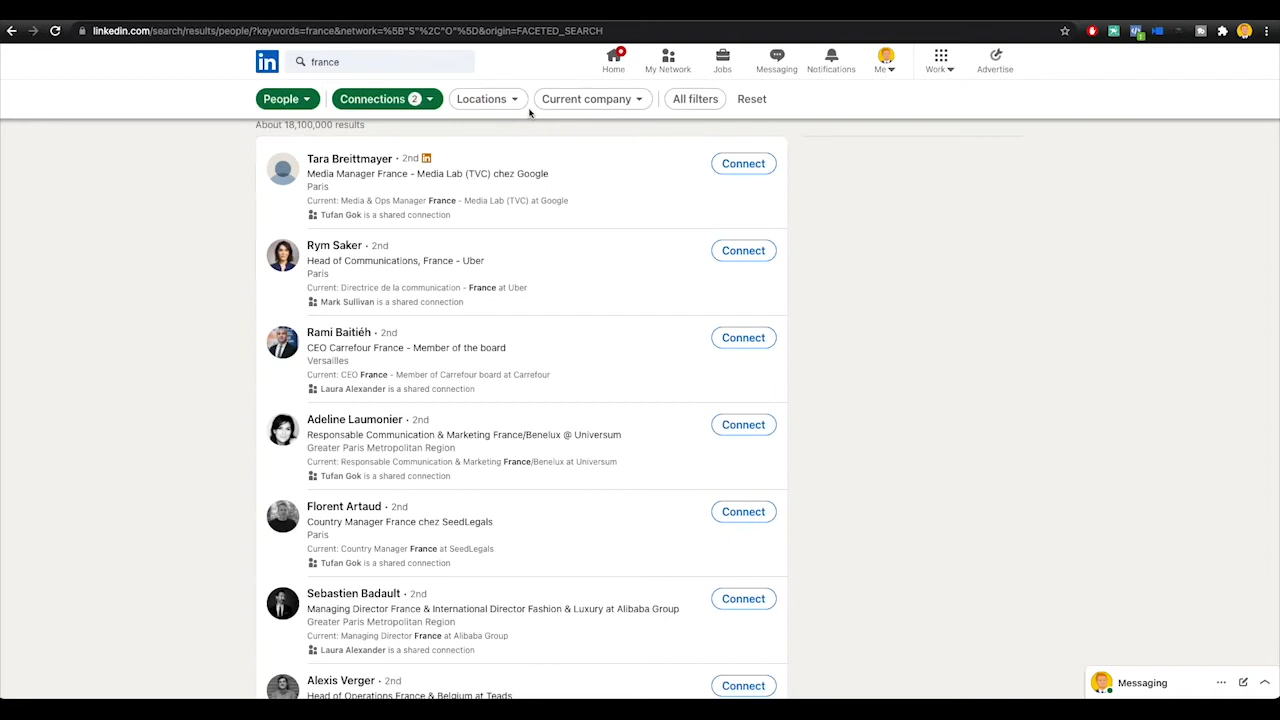 linkedin.com/search/results/people/?keywords=france&network=%5B"S"%2C"O"%5D&origin=FACETED_SEARCH
in
france
Home
My Network
Jobs
Messaging
Notifications
Me
Work
Advertise
People
Connections 2
Locations
Current company
All filters
Reset
About 18,100,000 results
Tara Breittmayer • 2nd in
Media Manager France - Media Lab (TVC) chez Google
Paris
Current: Media & Ops Manager France - Media Lab (TVC) at Google
Tufan Gok is a shared connection
Connect
Rym Saker • 2nd
Head of Communications, France - Uber
Paris
Current: Directrice de la communication - France at Uber
Mark Sullivan is a shared connection
Connect
Rami Baitiéh • 2nd
CEO Carrefour France - Member of the board
Versailles
Current: CEO France - Member of Carrefour board at Carrefour
Laura Alexander is a shared connection
Connect
Adeline Laumonier • 2nd
Responsable Communication & Marketing France/Benelux @ Universum
Greater Paris Metropolitan Region
Current: Responsable Communication & Marketing France/Benelux at Universum
Tufan Gok is a shared connection
Connect
Florent Artaud • 2nd
Country Manager France chez SeedLegals
Paris
Current: Country Manager France at SeedLegals
Tufan Gok is a shared connection
Connect
Sebastien Badault • 2nd
Managing Director France & International Director Fashion & Luxury at Alibaba Group
Greater Paris Metropolitan Region
Current: Managing Director France at Alibaba Group
Laura Alexander is a shared connection
Connect
Alexis Verger • 2nd
Head of Operations France & Belgium at Teads
Connect
Messaging